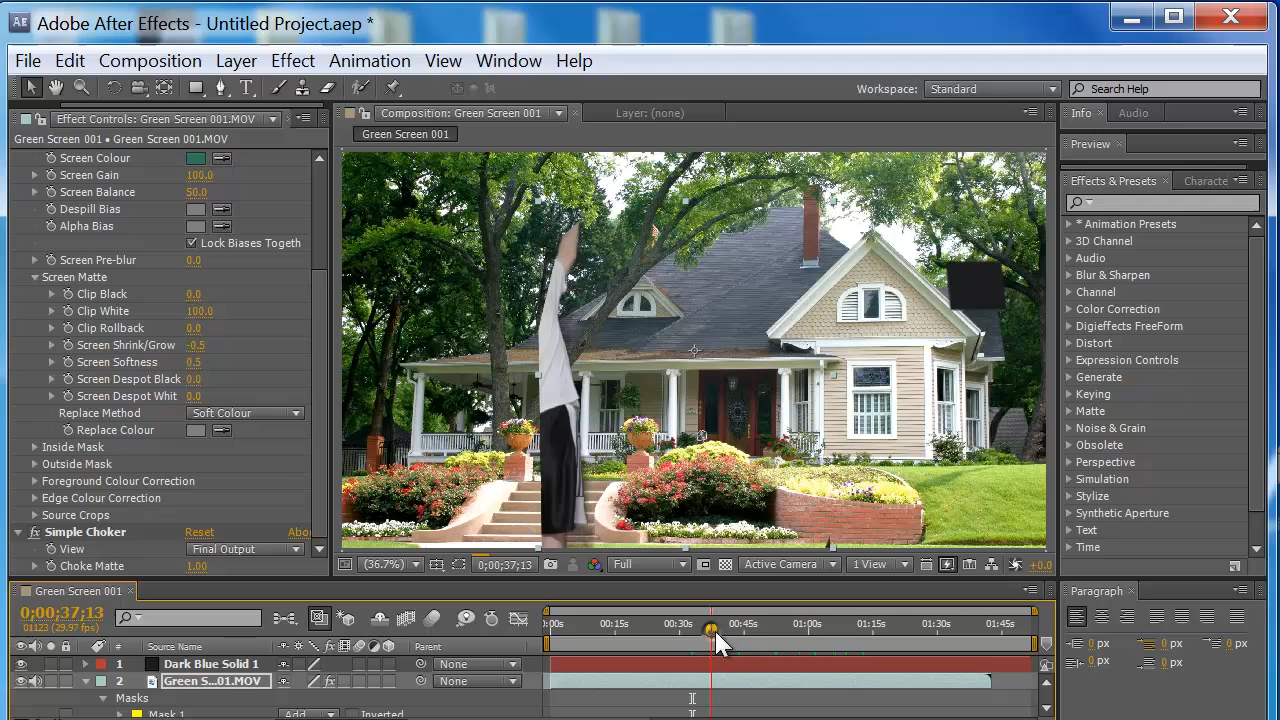 Adobe After Effects - Untitled Project.aep *
File Edit Composition Layer Effect Animation View Window Help
Workspace: Standard Search Help
Effect Controls: Green Screen 001.MOV
Green Screen 001 • Green Screen 001.MOV
Screen Colour
Screen Gain 100.0
Screen Balance 50.0
Despill Bias
Alpha Bias
Lock Biases Togeth
Screen Pre-blur 0.0
Screen Matte
Clip Black 0.0
Clip White 100.0
Clip Rollback 0.0
Screen Shrink/Grow -0.5
Screen Softness 0.5
Screen Despot Black 0.0
Screen Despot Whit 0.0
Replace Method Soft Colour
Replace Colour
Inside Mask
Outside Mask
Foreground Colour Correction
Edge Colour Correction
Source Crops
fx Simple Choker Reset Abo
View Final Output
Choke Matte 1.00
Composition: Green Screen 001 Layer: (none)
Green Screen 001
(36.7%) 0;00;37;13 Full Active Camera 1 View +0.0
Info Audio
Preview
Effects & Presets Characte
* Animation Presets
3D Channel
Audio
Blur & Sharpen
Channel
Color Correction
Digieffects FreeForm
Distort
Expression Controls
Generate
Keying
Matte
Noise & Grain
Obsolete
Perspective
Simulation
Stylize
Synthetic Aperture
Text
Time
Green Screen 001
0;00;37;13
01123 (29.97 fps)
:00s 00:15s 00:30s 00:45s 01:00s 01:15s 01:30s 01:45s
# Source Name Parent
1 Dark Blue Solid 1 None
2 Green S...01.MOV fx None
Masks
Mask 1 Add Inverted
Paragraph
0 px 0 px 0 px
0 px 0 px